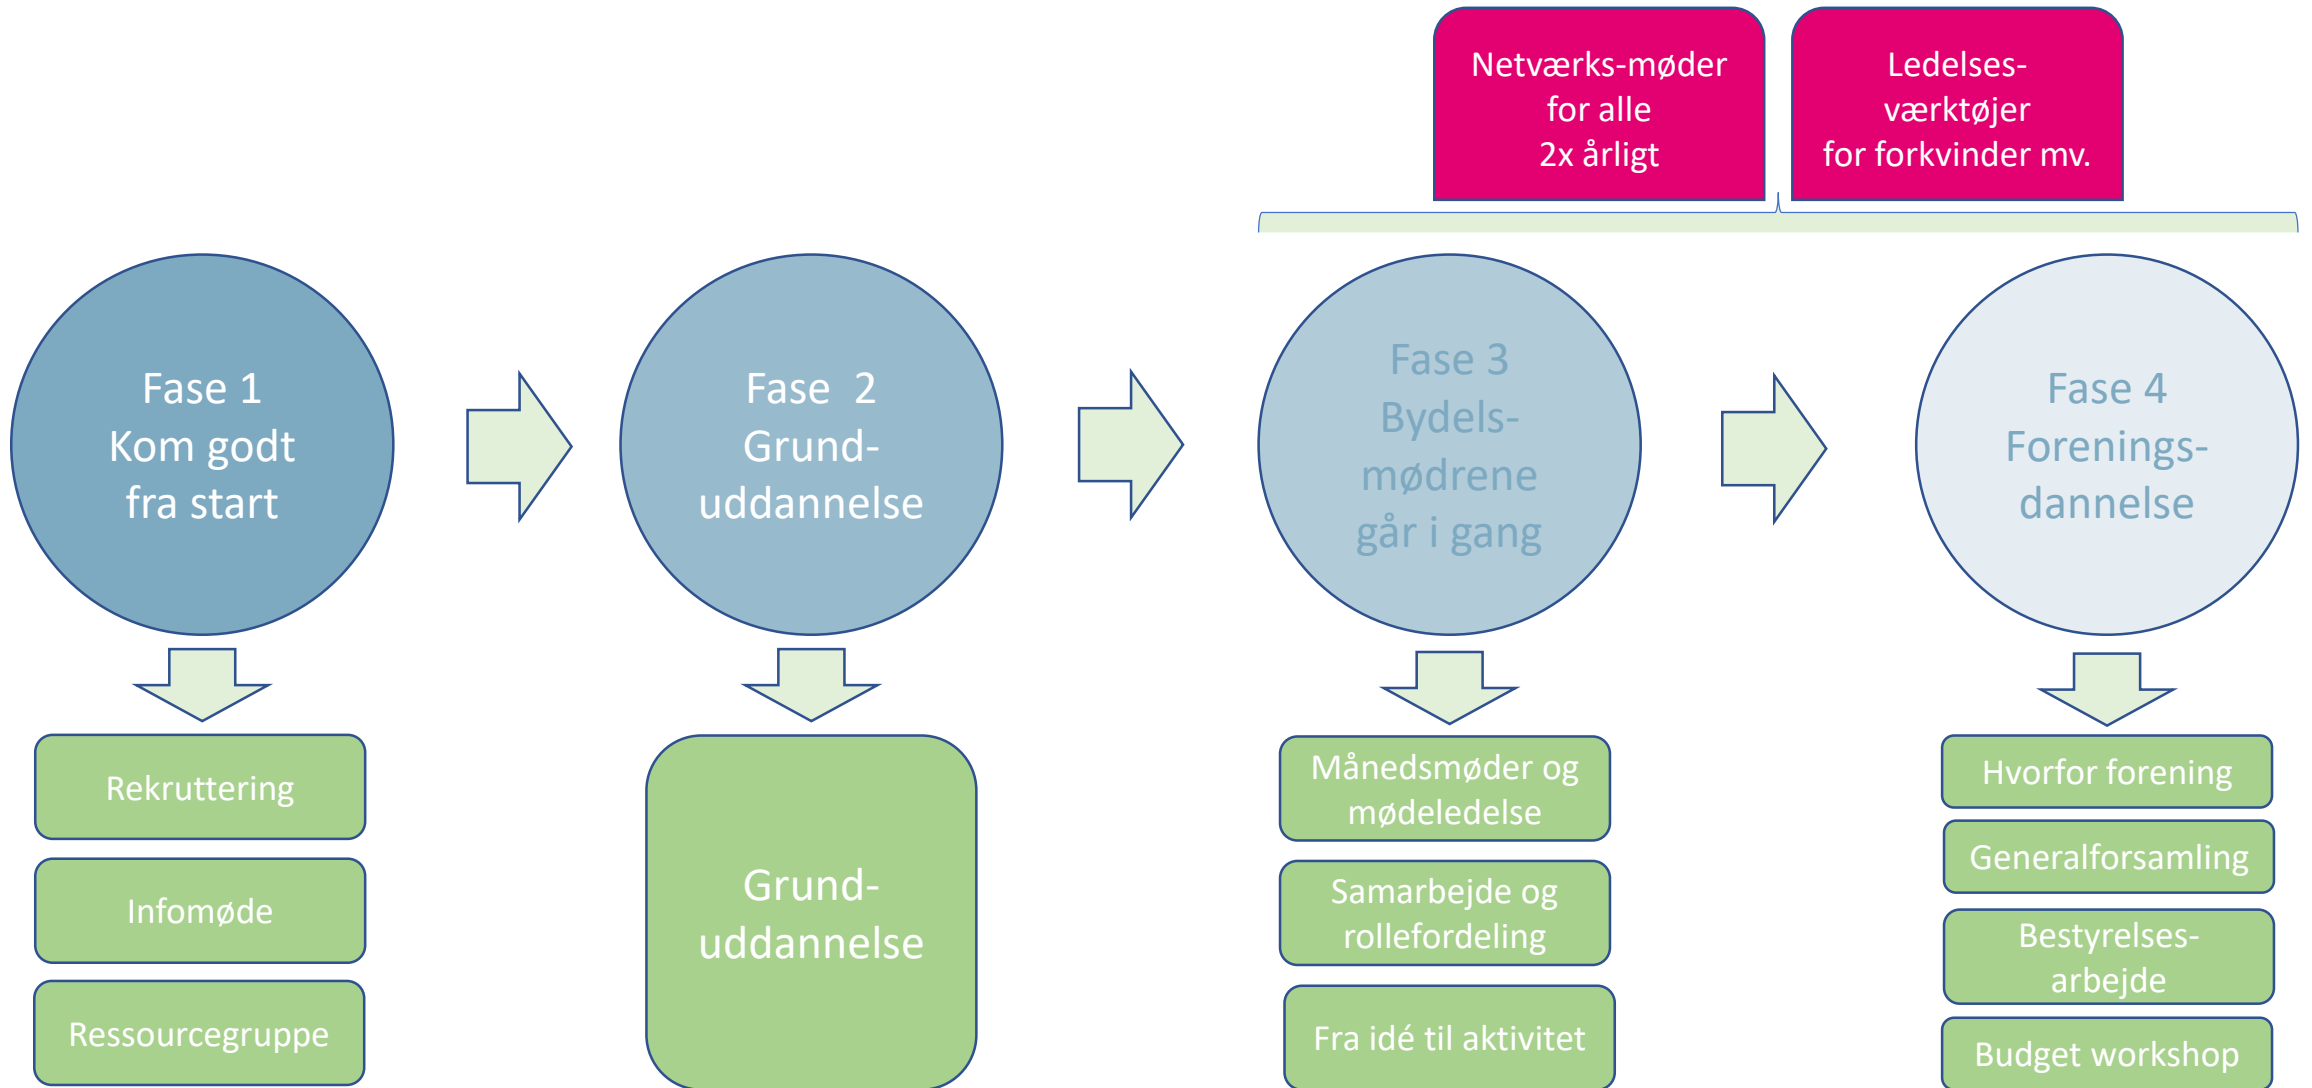 Netværks-møder
for alle
2x årligt
Ledelses-
værktøjer
for forkvinder mv.
Fase 1
Kom godt
fra start
Fase 2
Grund-
uddannelse
Fase 3
Bydels-
mødrene
går i gang
Fase 4
Forenings-
dannelse
Rekruttering
Infomøde
Ressourcegruppe
Grund-
uddannelse
Månedsmøder og
mødeledelse
Samarbejde og
rollefordeling
Fra idé til aktivitet
Hvorfor forening
Generalforsamling
Bestyrelses-
arbejde
Budget workshop